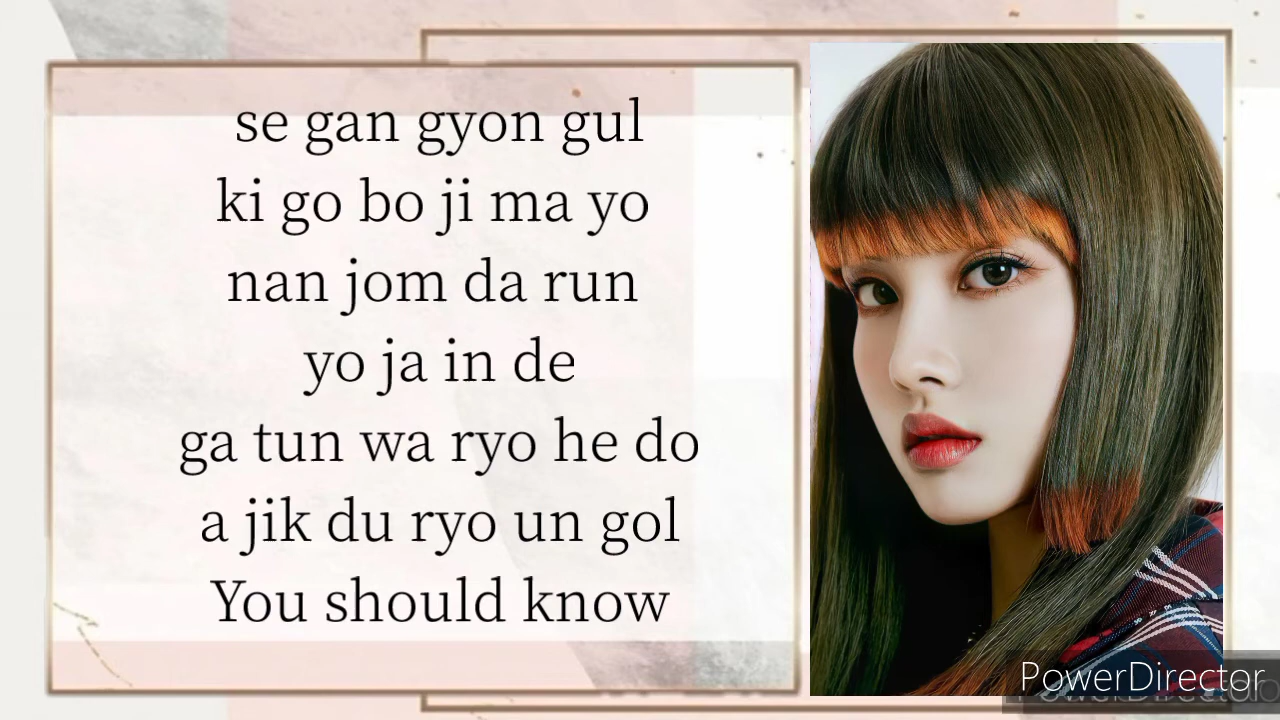 se gan gyon gul
ki go bo ji ma yo
nan jom da run
yo ja in de
ga tun wa ryo he do
a jik du ryo un gol
You should know
PowerDirector